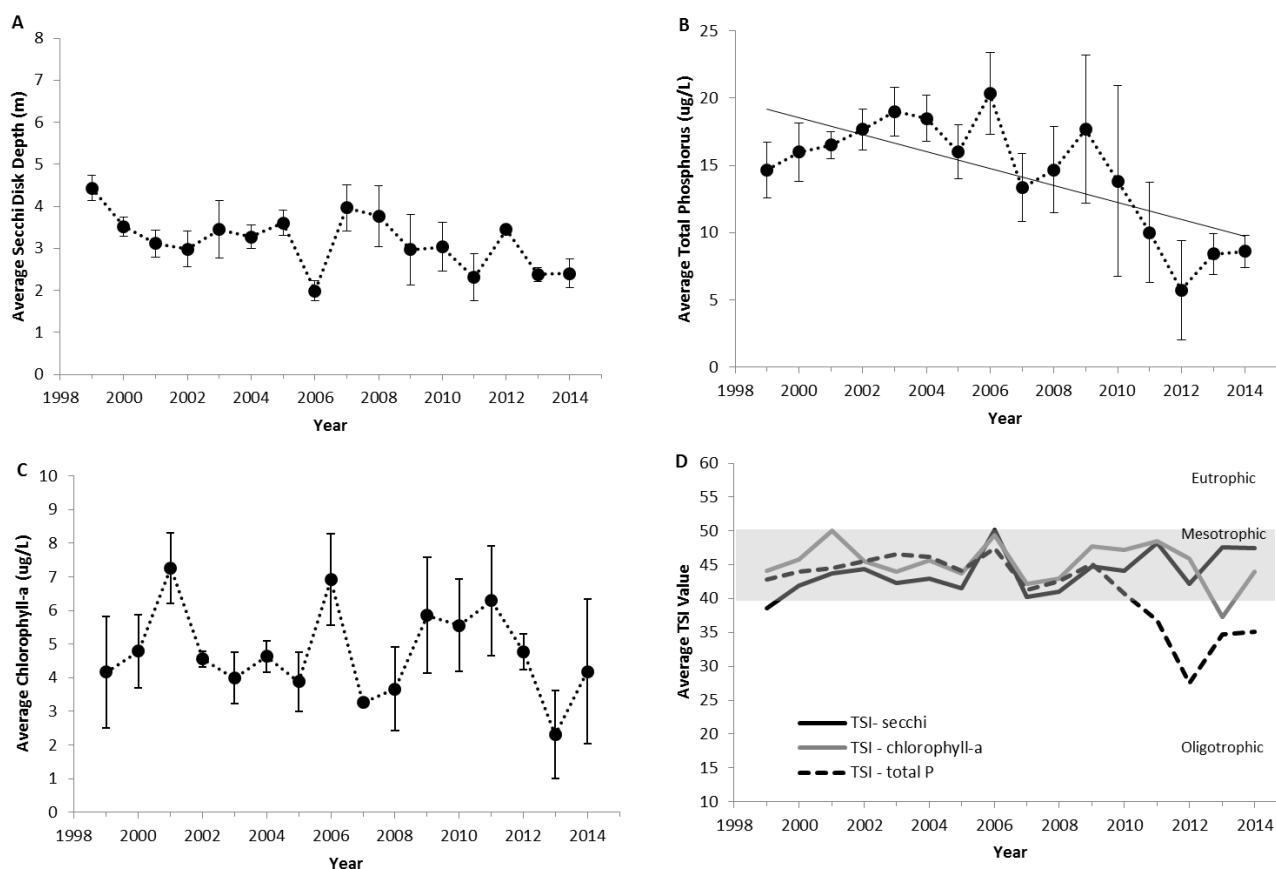 A
Average Secchi Disk Depth (m)
8
7
6
5
4
3
2
1
0
1998 2000 2002 2004 2006 2008 2010 2012 2014
Year
B
Average Total Phosphorus (ug/L)
25
20
15
10
5
0
1998 2000 2002 2004 2006 2008 2010 2012 2014
Year
C
Average Chlorophyll-a (ug/L)
10
9
8
7
6
5
4
3
2
1
0
1998 2000 2002 2004 2006 2008 2010 2012 2014
Year
D
Average TSI Value
60
55
50
45
40
35
30
25
20
15
10
Eutrophic
Mesotrophic
Oligotrophic
TSI- secchi
TSI - chlorophyll-a
TSI - total P
1998 2000 2002 2004 2006 2008 2010 2012 2014
Year